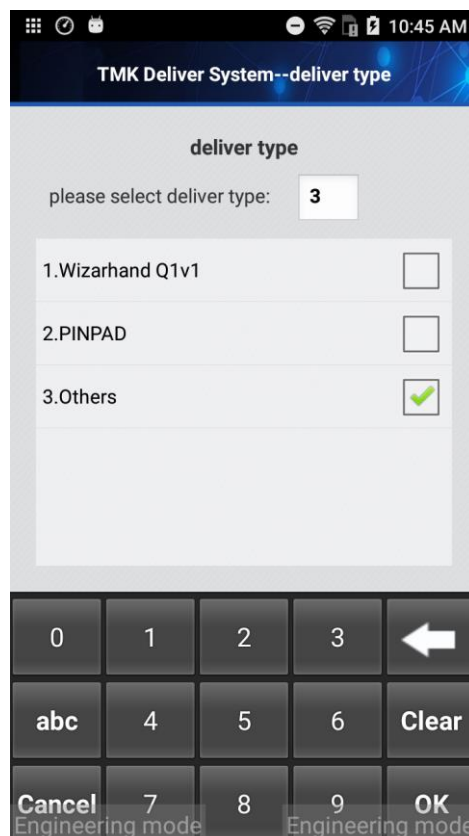 10:45 AM
TMK Deliver System--deliver type
deliver type
please select deliver type: 3
1.Wizarhand Q1v1
2.PINPAD
3.Others
0 1 2 3
abc 4 5 6 Clear
Cancel 7 8 9 OK
Engineering mode Engineering mode